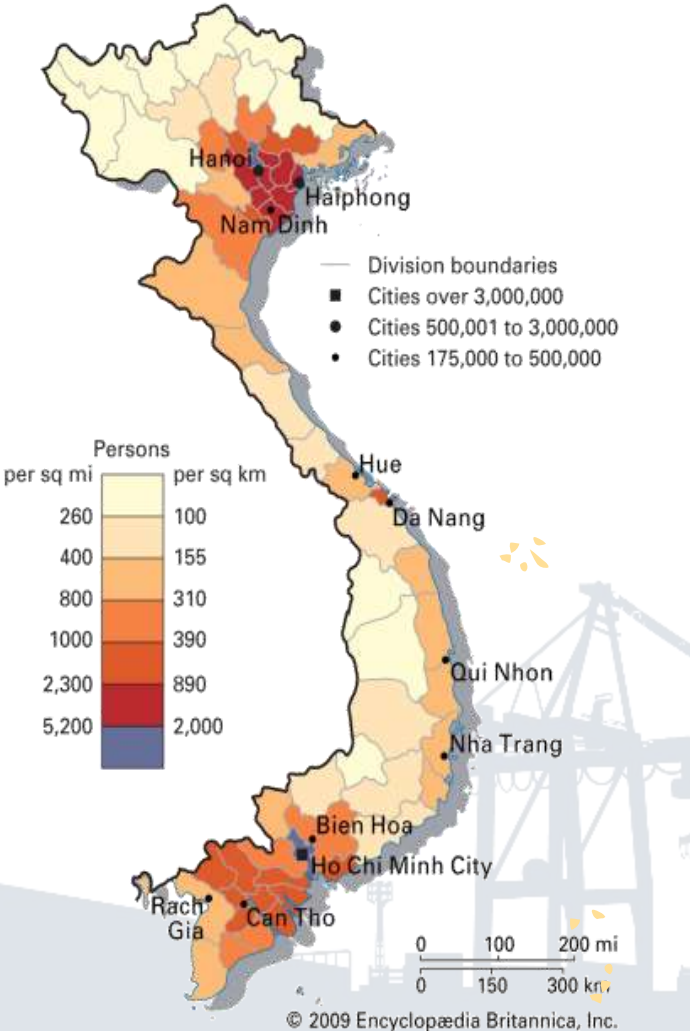 Hanoi
Haiphong
Nam Dinh
Division boundaries
Cities over 3,000,000
Cities 500,001 to 3,000,000
Cities 175,000 to 500,000
Persons
per sq mi per sq km
260 100
400 155
800 310
1000 390
2,300 890
5,200 2,000
Hue
Da Nang
Qui Nhon
Nha Trang
Bien Hoa
Ho Chi Minh City
Rach
Gia
Can Tho
0 100 200 mi
0 150 300 km
© 2009 Encyclopædia Britannica, Inc.